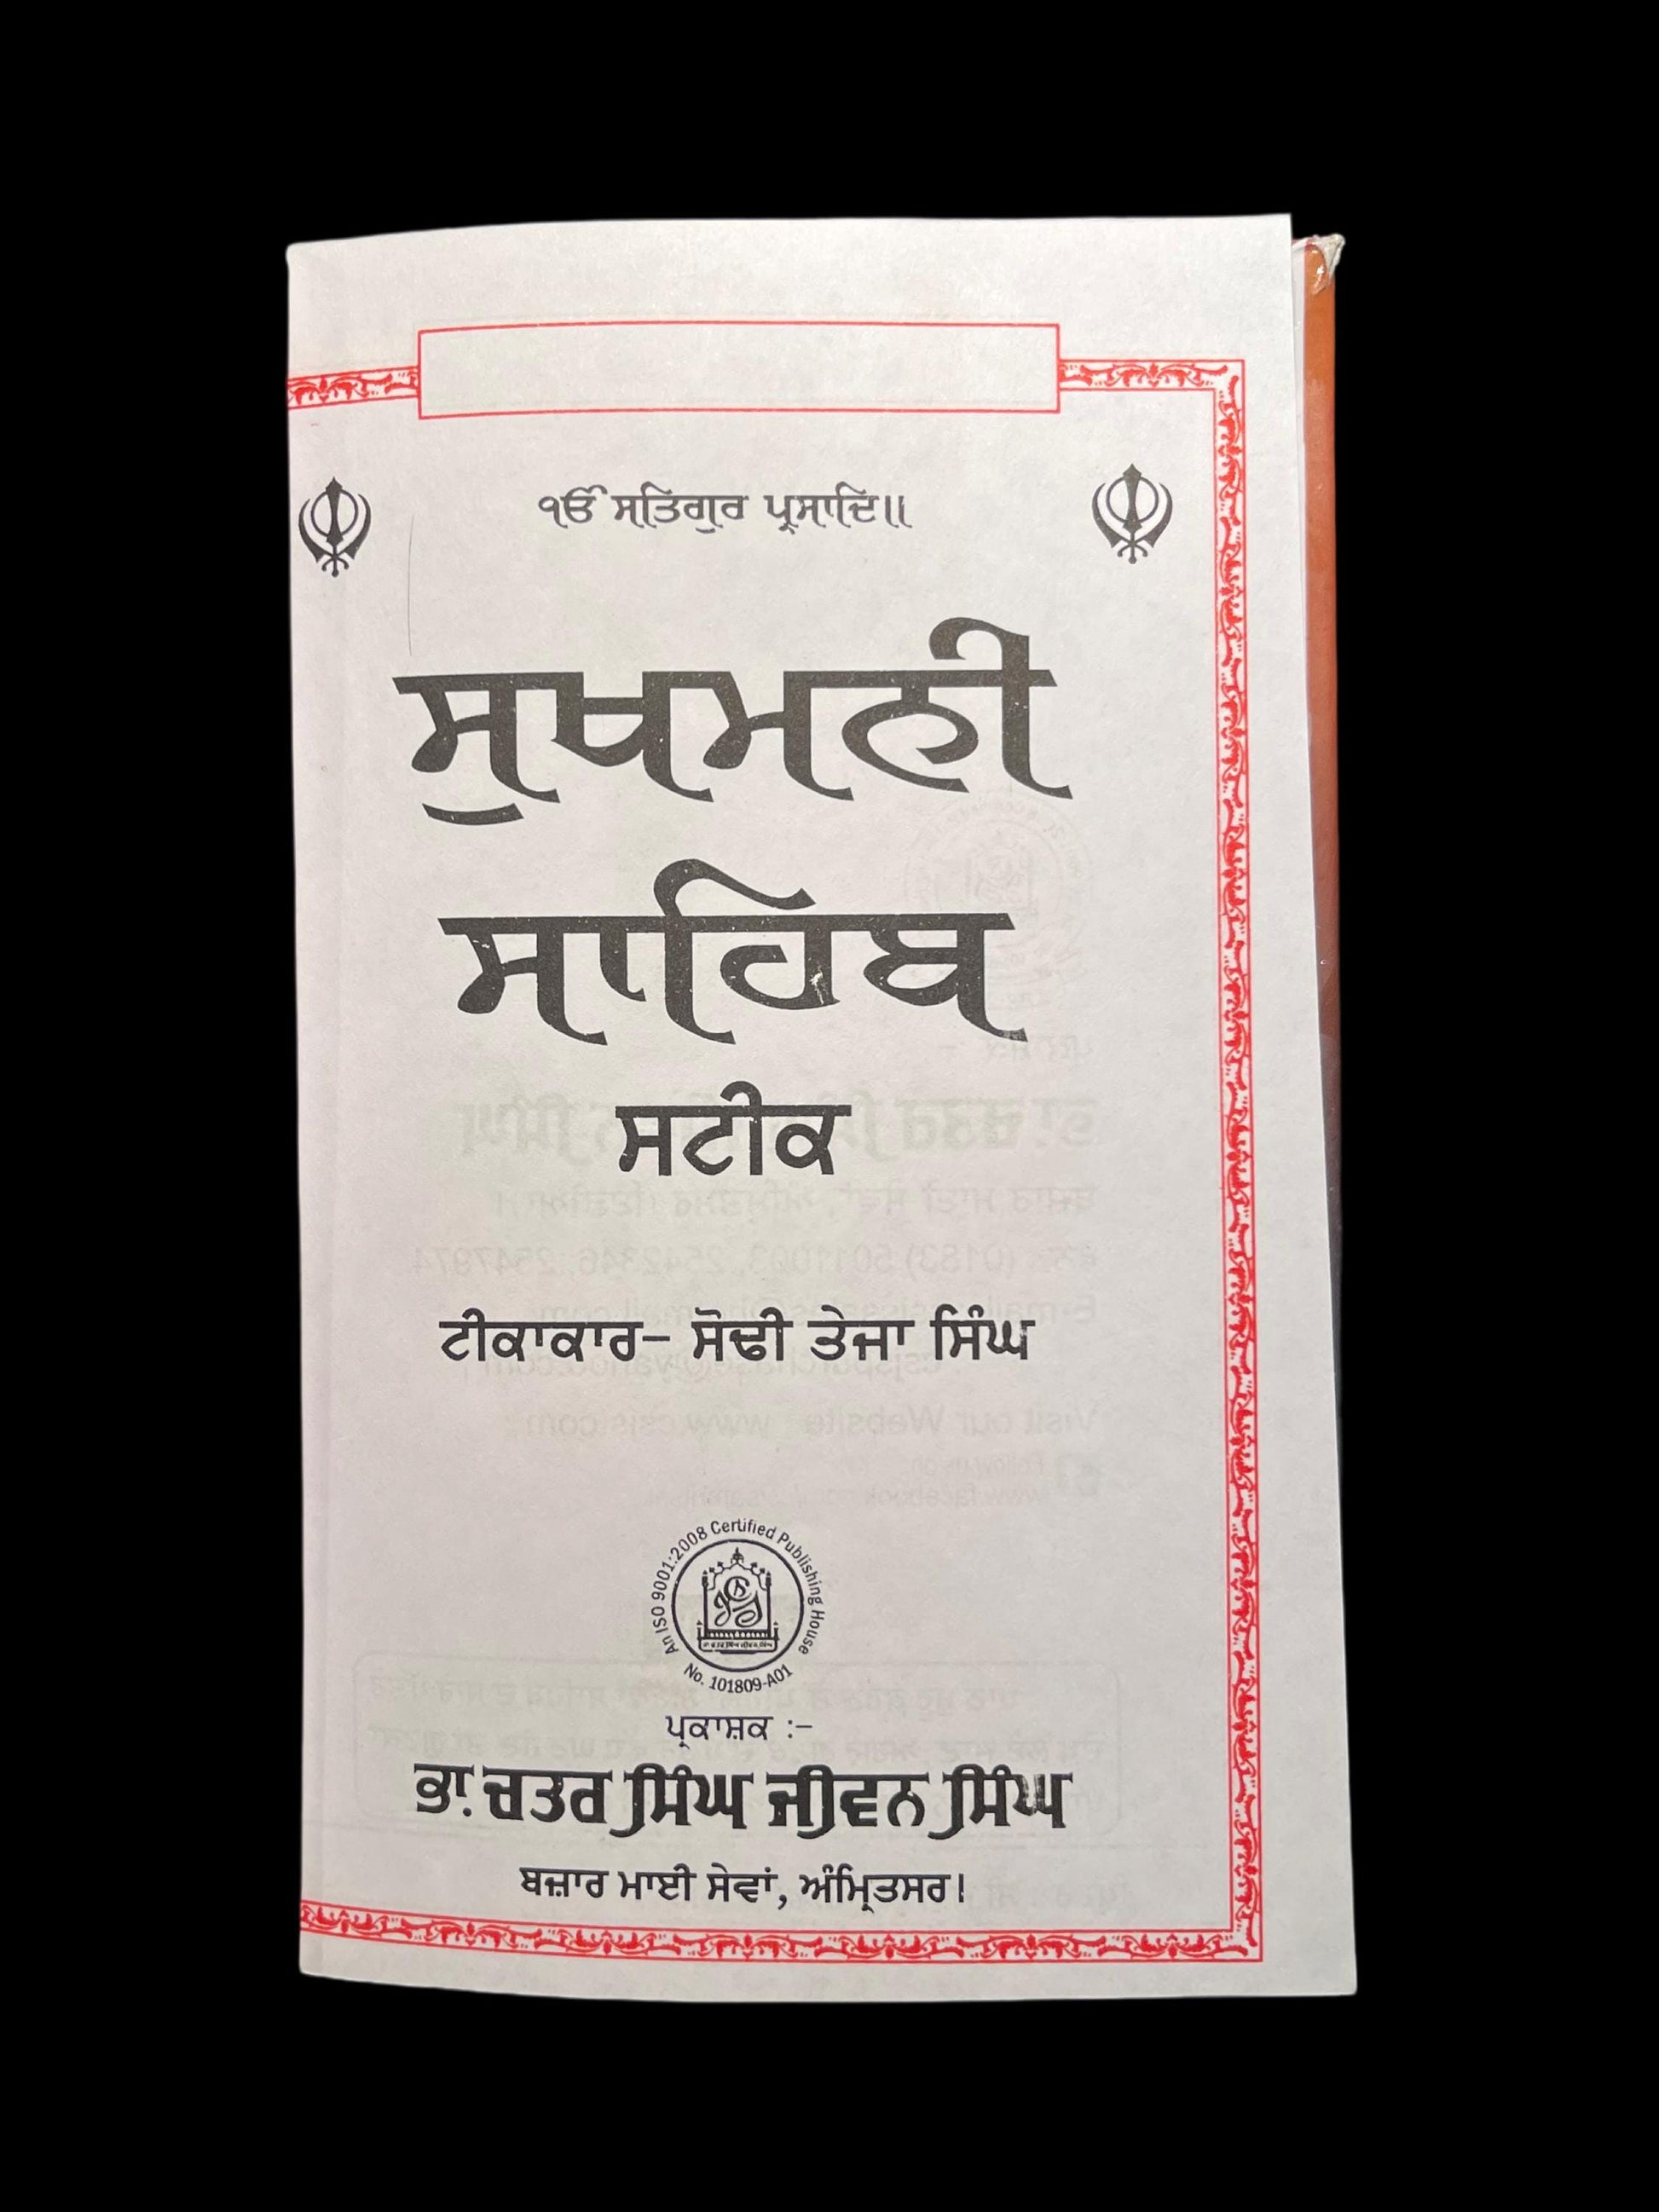 ੴ ਸਤਿਗੁਰ ਪ੍ਰਸਾਦਿ॥
ਸੁਖਮਨੀ
ਸਾਹਿਬ
ਸਟੀਕ
ਟੀਕਾਕਾਰ- ਸੋਢੀ ਤੇਜਾ ਸਿੰਘ
An ISO 9001:2008 Certified Publishing House
No. 101809-A01
ਪ੍ਰਕਾਸ਼ਕ :-
ਭਾ. ਚਤਰ ਸਿੰਘ ਜੀਵਨ ਸਿੰਘ
ਬਜ਼ਾਰ ਮਾਈ ਸੇਵਾਂ, ਅੰਮ੍ਰਿਤਸਰ।